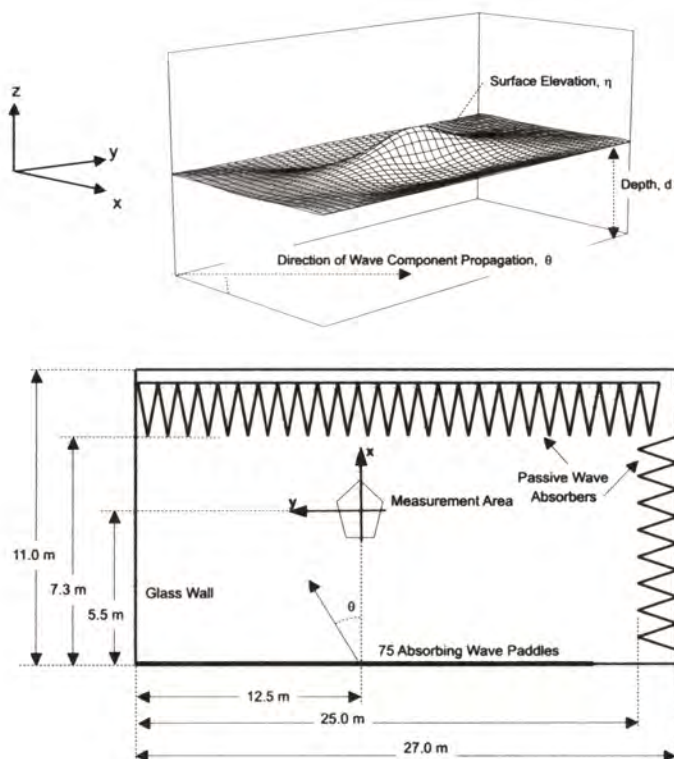 z
y
x
Surface Elevation, η
Depth, d
Direction of Wave Component Propagation, θ
x
Passive Wave
Absorbers
y
Measurement Area
11.0 m
7.3 m
Glass Wall
5.5 m
θ
75 Absorbing Wave Paddles
12.5 m
25.0 m
27.0 m